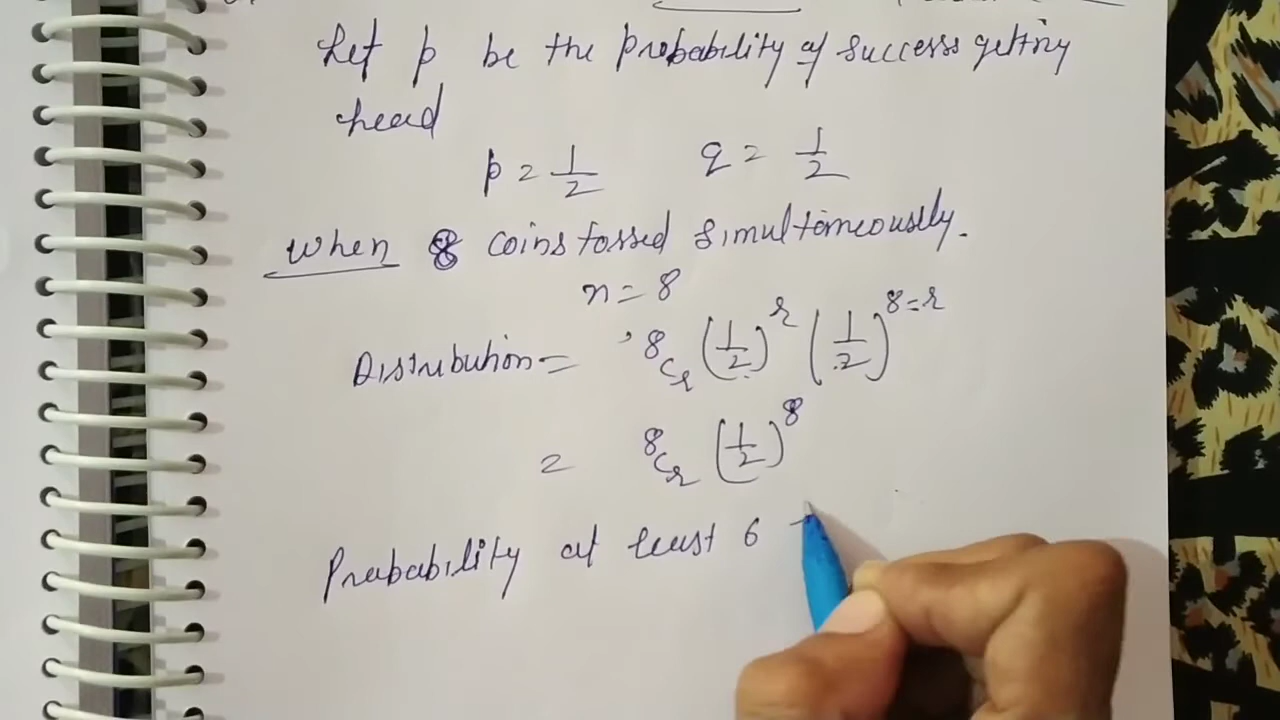 Let p be the probability of success getting
head
p = 1/2 q = 1/2
When 8 coins tossed simultaneously.
n = 8
Distribution = ⁸Cᵣ (1/2)ʳ (1/2)⁸⁻ʳ
= ⁸Cᵣ (1/2)⁸
Probability at least 6